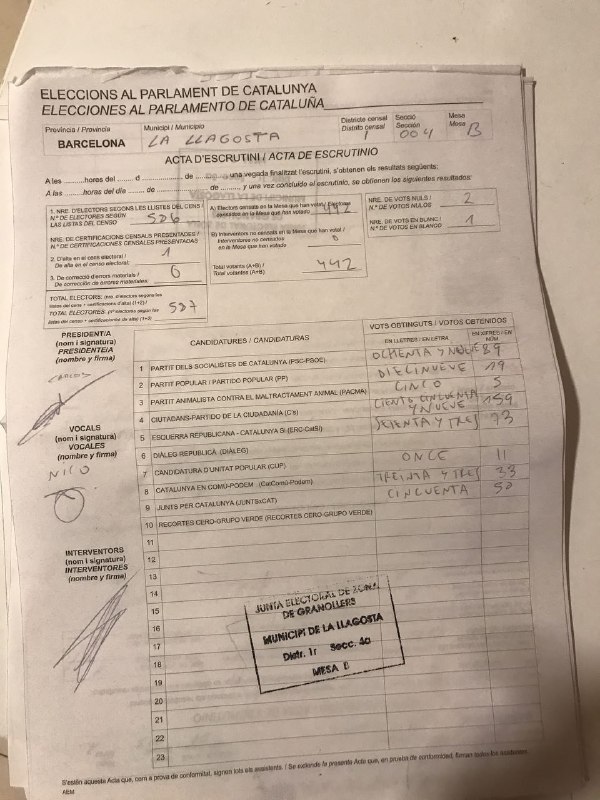 ELECCIONS AL PARLAMENT DE CATALUNYA
ELECCIONES AL PARLAMENTO DE CATALUÑA
Província / Provincia
BARCELONA
Municipi / Municipio
LA LLAGOSTA
Districte censal
Distrito censal
1
Secció
Sección
004
Mesa
Mesa
B
ACTA D'ESCRUTINI / ACTA DE ESCRUTINIO
A les ............ hores del ........ d ............ de ............ una vegada finalitzat l'escrutini, s'obtenen els resultats següents:
A las ............ horas del día ........ de ............ de ............ y una vez concluido el escrutinio, se obtienen los siguientes resultados:
1. NRE. D'ELECTORS SEGONS LES LLISTES DEL CENS /
N.º DE ELECTORES SEGÚN
LAS LISTAS DEL CENSO
506
NRE. DE CERTIFICACIONS CENSALS PRESENTADES /
N.º DE CERTIFICACIONES CENSALES PRESENTADAS
2. D'alta en el cens electoral /
De alta en el censo electoral:
1
3. De correcció d'errors materials /
De corrección de errores materiales:
0
TOTAL ELECTORS: (nre. d'electors segons les
llistes del cens + certificacions d'alta) (1+2) /
TOTAL ELECTORES: (n.º electores según las
listas del censo + certificaciones de alta) (1+2)
507
A) Electors censats en la Mesa que han votat / Electores
censados en la Mesa que han votado
442
B) Interventors no censats en la Mesa que han votat /
Interventores no censados
en la Mesa que han votado
0
Total votants (A+B) /
Total votantes (A+B)
442
NRE. DE VOTS NULS /
N.º DE VOTOS NULOS
2
NRE. DE VOTS EN BLANC /
N.º DE VOTOS EN BLANCO
1
PRESIDENT/A
(nom i signatura)
PRESIDENTE/A
(nombre y firma)
CARLOS
VOCALS
(nom i signatura)
VOCALES
(nombre y firma)
NICO
INTERVENTORS
(nom i signatura)
INTERVENTORES
(nombre y firma)
CANDIDATURES / CANDIDATURAS
VOTS OBTINGUTS / VOTOS OBTENIDOS
EN LLETRES / EN LETRA
EN XIFRES / EN NÚM
1 PARTIT DELS SOCIALISTES DE CATALUNYA (PSC-PSOE) OCHENTA Y NUEVE 89
2 PARTIT POPULAR / PARTIDO POPULAR (PP) DIECINUEVE 19
3 PARTIT ANIMALISTA CONTRA EL MALTRACTAMENT ANIMAL (PACMA) CINCO 5
4 CIUTADANS-PARTIDO DE LA CIUDADANÍA (C's) CIENTO CINCUENTA Y NUEVE 159
5 ESQUERRA REPUBLICANA - CATALUNYA SÍ (ERC-CatSí) SETENTA Y TRES 73
6 DIÀLEG REPUBLICÀ (DIÀLEG)
7 CANDIDATURA D'UNITAT POPULAR (CUP) ONCE 11
8 CATALUNYA EN COMÚ-PODEM (CatComú-Podem) TREINTA Y TRES 33
9 JUNTS PER CATALUNYA (JUNTSxCAT) CINCUENTA 50
10 RECORTES CERO-GRUPO VERDE (RECORTES CERO-GRUPO VERDE)
11
12
13
14
15
16
17
18
19
20
21
22
23
JUNTA ELECTORAL DE ZONA
DE GRANOLLERS
MUNICIPI DE LA LLAGOSTA
Distr. 1r Secc. 4a
MESA B
S'estén aquesta Acta que, com a prova de conformitat, signen tots els assistents. / Se extiende la presente Acta que, en prueba de conformidad, firman todos los asistentes.